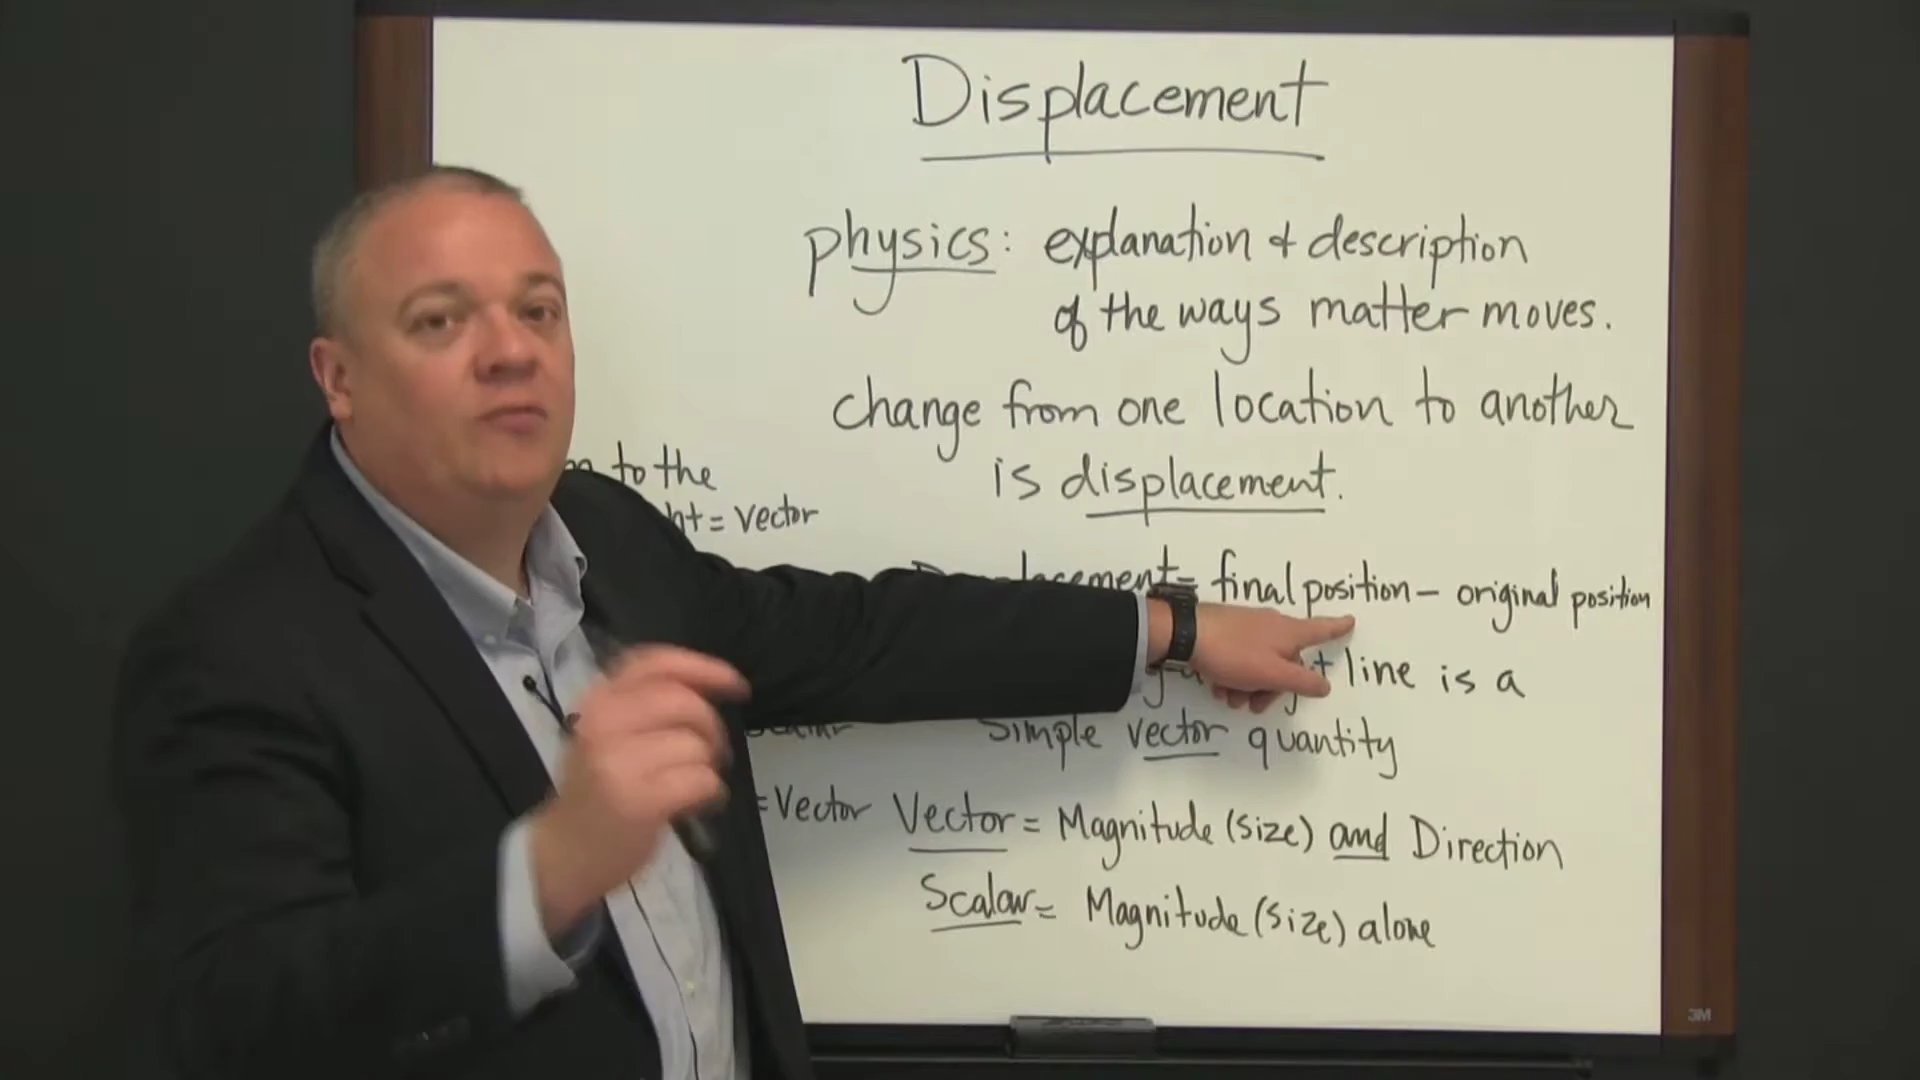 Displacement
physics: explanation & description
of the ways matter moves.
change from one location to another
is displacement.
to the
= vector
= final position - original position
line is a
Simple vector quantity
= Vector
Vector = Magnitude (size) and Direction
Scalar = Magnitude (size) alone
3M